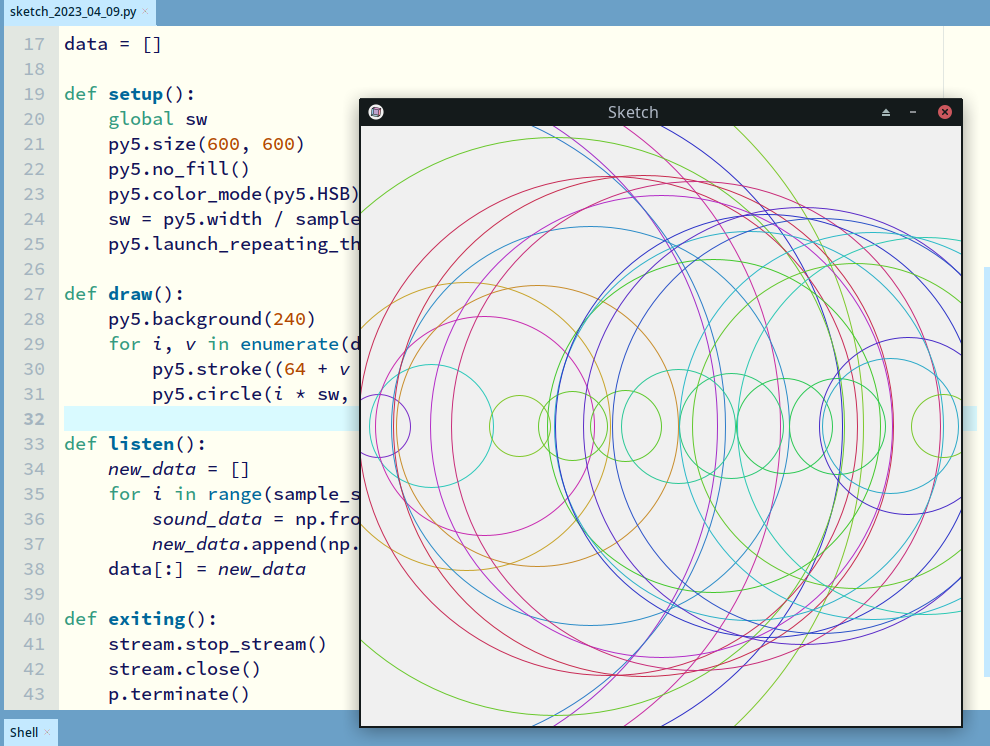 sketch_2023_04_09.py ×
17 data = []
18
19 def setup():
20     global sw
21     py5.size(600, 600)
22     py5.no_fill()
23     py5.color_mode(py5.HSB)
24     sw = py5.width / sample
25     py5.launch_repeating_th
26
27 def draw():
28     py5.background(240)
29     for i, v in enumerate(d
30         py5.stroke((64 + v
31         py5.circle(i * sw,
32
33 def listen():
34     new_data = []
35     for i in range(sample_s
36         sound_data = np.fro
37         new_data.append(np.
38     data[:] = new_data
39
40 def exiting():
41     stream.stop_stream()
42     stream.close()
43     p.terminate()
Sketch
Shell ×